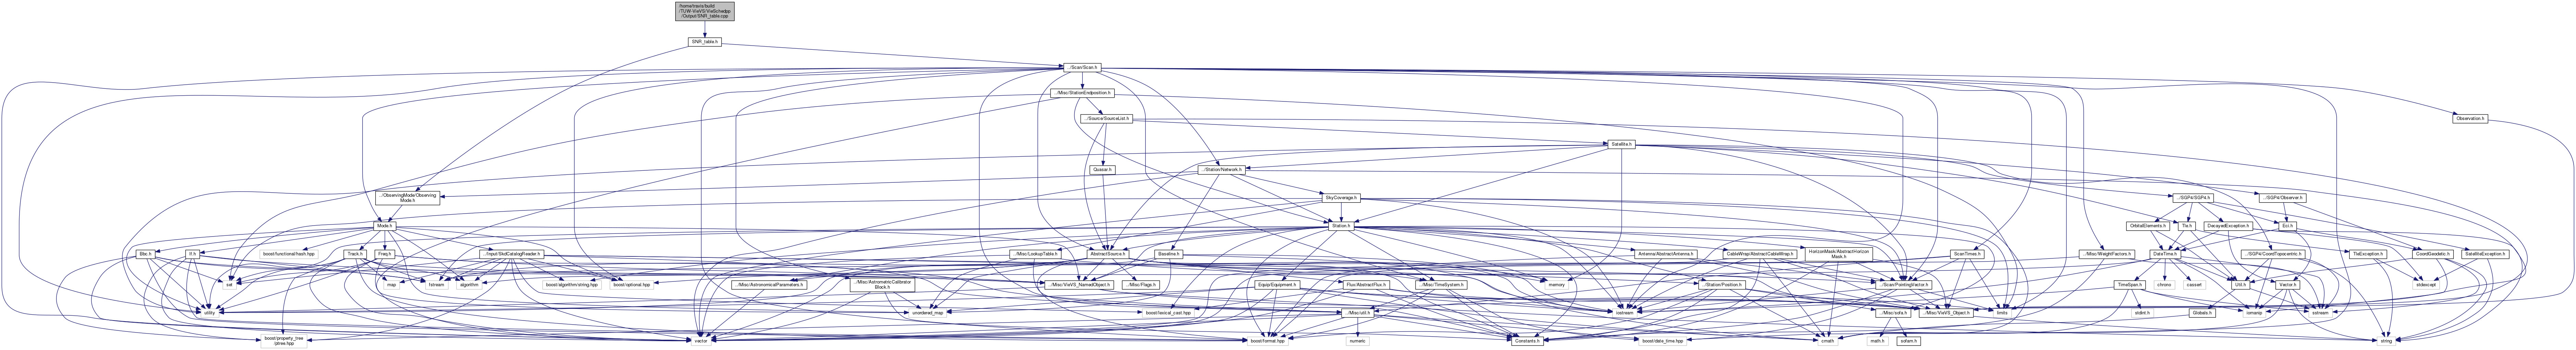 /home/travis/build
/TUW-VieVS/VieSchedpp
/Output/SNR_table.cpp
SNR_table.h
../Scan/Scan.h
../Misc/StationEndposition.h
../Source/SourceList.h
Observation.h
Satellite.h
Quasar.h
../Station/Network.h
../ObservingMode/Observing
Mode.h
SkyCoverage.h
../SGP4/SGP4.h
../SGP4/Observer.h
Mode.h
Station.h
OrbitalElements.h
Tle.h
DecayedException.h
Eci.h
Bbc.h
If.h
boost/functional/hash.hpp
Track.h
Freq.h
../Input/SkdCatalogReader.h
../Misc/LookupTable.h
AbstractSource.h
Baseline.h
Antenna/AbstractAntenna.h
CableWrap/AbstractCableWrap.h
HorizonMask/AbstractHorizon
Mask.h
ScanTimes.h
../Misc/WeightFactors.h
DateTime.h
../SGP4/CoordTopocentric.h
TleException.h
CoordGeodetic.h
SatelliteException.h
set
map
fstream
algorithm
boost/algorithm/string.hpp
boost/optional.hpp
../Misc/AstronomicalParameters.h
../Misc/AstrometricCalibrator
Block.h
../Misc/VieVS_NamedObject.h
../Misc/Flags.h
Equip/Equipment.h
Flux/AbstractFlux.h
../Misc/TimeSystem.h
memory
../Station/Position.h
../Scan/PointingVector.h
TimeSpan.h
chrono
cassert
Util.h
Vector.h
stdexcept
utility
unordered_map
boost/lexical_cast.hpp
../Misc/util.h
iostream
../Misc/sofa.h
../Misc/VieVS_Object.h
limits
stdint.h
Globals.h
iomanip
sstream
boost/property_tree
/ptree.hpp
vector
boost/format.hpp
numeric
Constants.h
boost/date_time.hpp
cmath
math.h
sofam.h
string